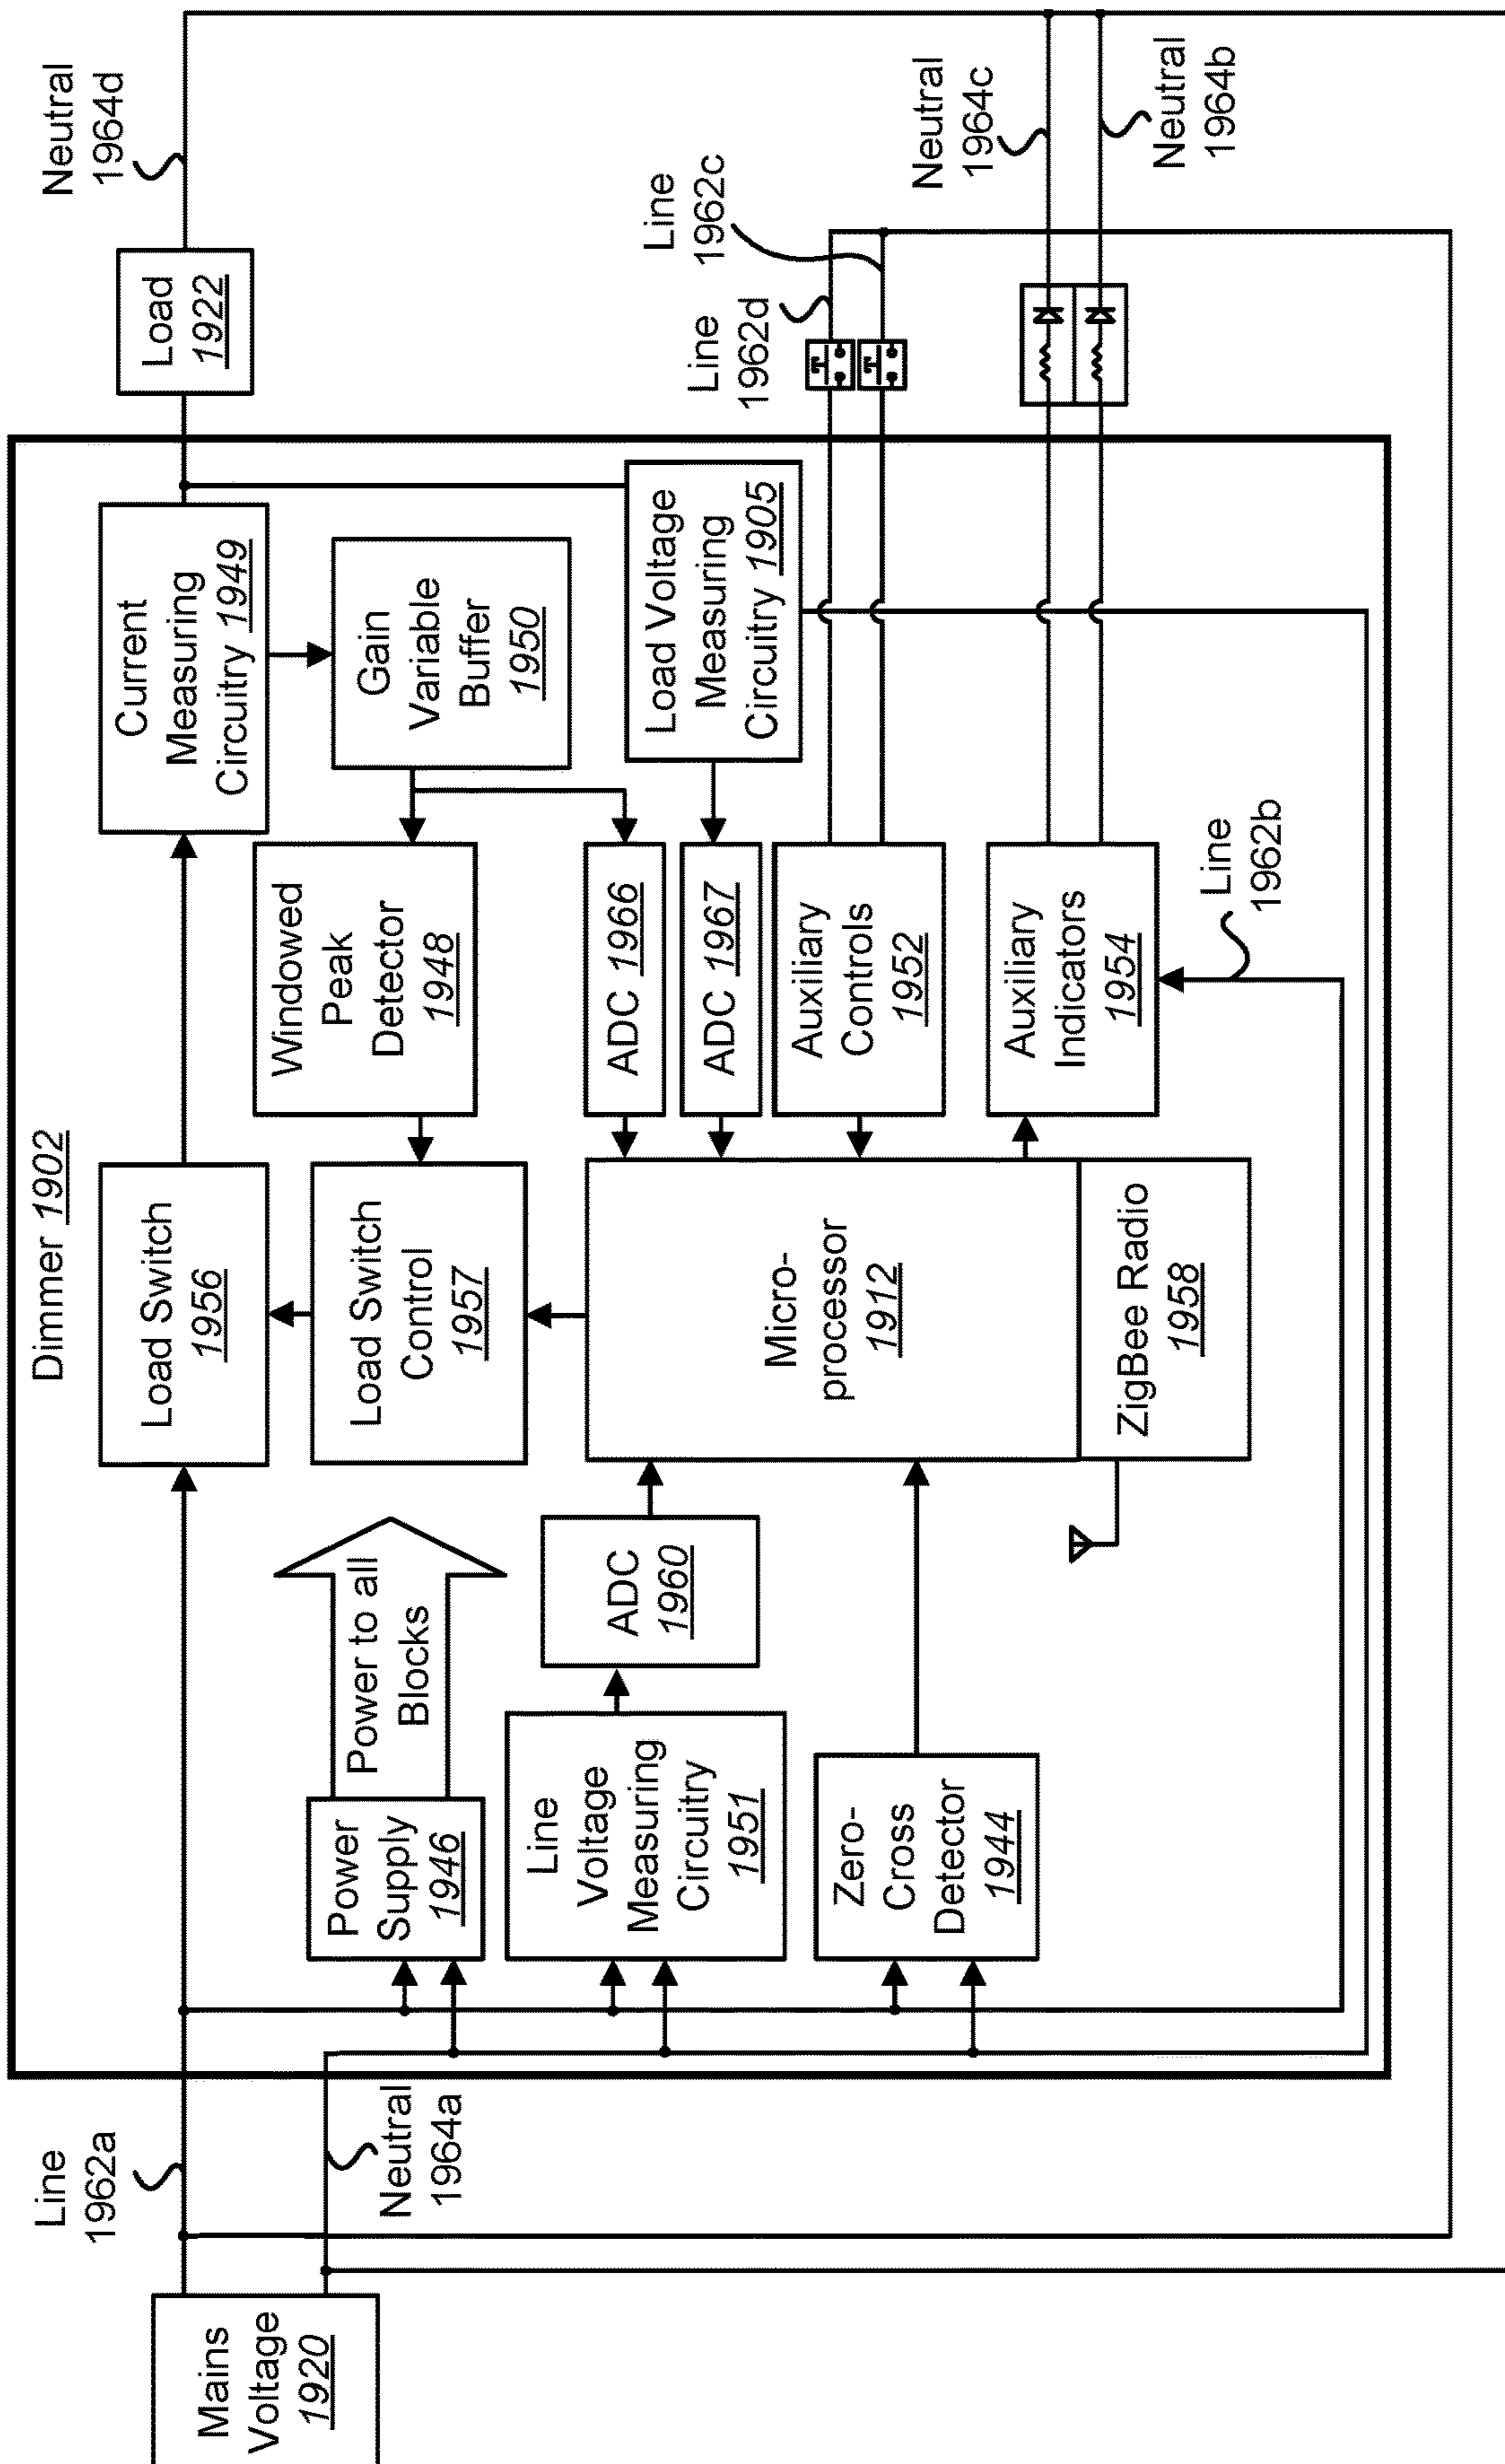 Mains
Voltage
1920
Line
1962a
Neutral
1964a
Dimmer 1902
Power
Supply
1946
Power to all
Blocks
Line
Voltage
Measuring
Circuitry
1951
ADC
1960
Zero-
Cross
Detector
1944
Load Switch
1956
Load Switch
Control
1957
Micro-
processor
1912
ZigBee Radio
1958
Current
Measuring
Circuitry 1949
Gain
Variable
Buffer
1950
Windowed
Peak
Detector
1948
ADC 1966
ADC 1967
Load Voltage
Measuring
Circuitry 1905
Auxiliary
Controls
1952
Auxiliary
Indicators
1954
Line
1962b
Load
1922
Neutral
1964d
Line
1962d
Line
1962c
Neutral
1964c
Neutral
1964b